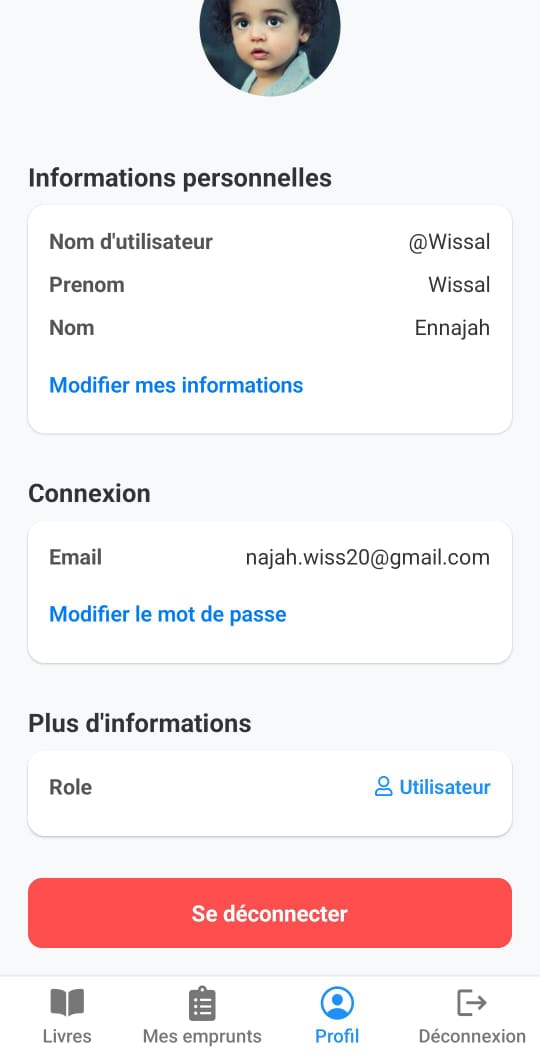 Informations personnelles
Nom d'utilisateur @Wissal
Prenom Wissal
Nom Ennajah
Modifier mes informations
Connexion
Email najah.wiss20@gmail.com
Modifier le mot de passe
Plus d'informations
Role Utilisateur
Se déconnecter
Livres Mes emprunts Profil Déconnexion